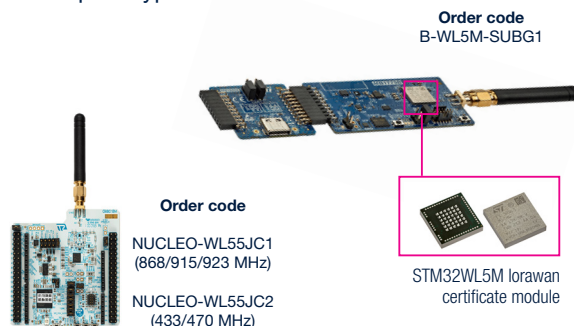 Order code
B-WL5M-SUBG1
Order code
NUCLEO-WL55JC1
(868/915/923 MHz)
NUCLEO-WL55JC2
(433/470 MHz)
STM32WL5M lorawan
certificate module